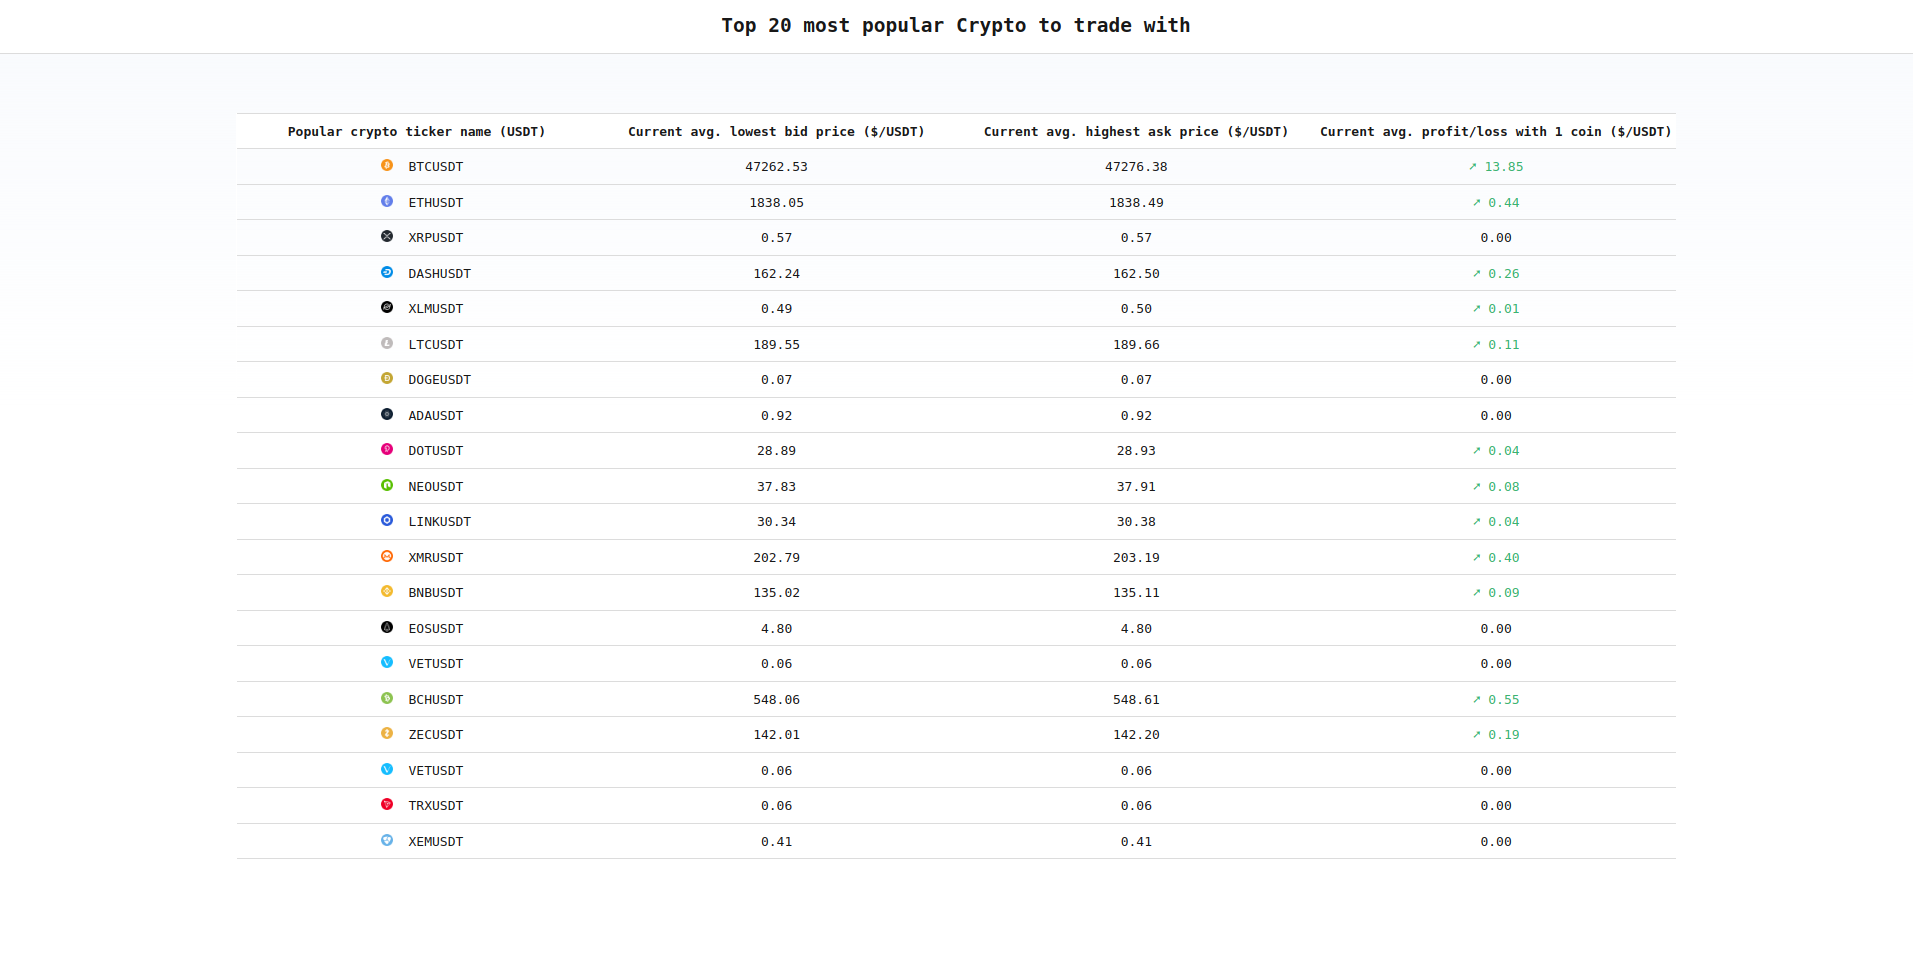 Top 20 most popular Crypto to trade with
Popular crypto ticker name (USDT) Current avg. lowest bid price ($/USDT) Current avg. highest ask price ($/USDT) Current avg. profit/loss with 1 coin ($/USDT)
BTCUSDT 47262.53 47276.38 ↗ 13.85
ETHUSDT 1838.05 1838.49 ↗ 0.44
XRPUSDT 0.57 0.57 0.00
DASHUSDT 162.24 162.50 ↗ 0.26
XLMUSDT 0.49 0.50 ↗ 0.01
LTCUSDT 189.55 189.66 ↗ 0.11
DOGEUSDT 0.07 0.07 0.00
ADAUSDT 0.92 0.92 0.00
DOTUSDT 28.89 28.93 ↗ 0.04
NEOUSDT 37.83 37.91 ↗ 0.08
LINKUSDT 30.34 30.38 ↗ 0.04
XMRUSDT 202.79 203.19 ↗ 0.40
BNBUSDT 135.02 135.11 ↗ 0.09
EOSUSDT 4.80 4.80 0.00
VETUSDT 0.06 0.06 0.00
BCHUSDT 548.06 548.61 ↗ 0.55
ZECUSDT 142.01 142.20 ↗ 0.19
VETUSDT 0.06 0.06 0.00
TRXUSDT 0.06 0.06 0.00
XEMUSDT 0.41 0.41 0.00